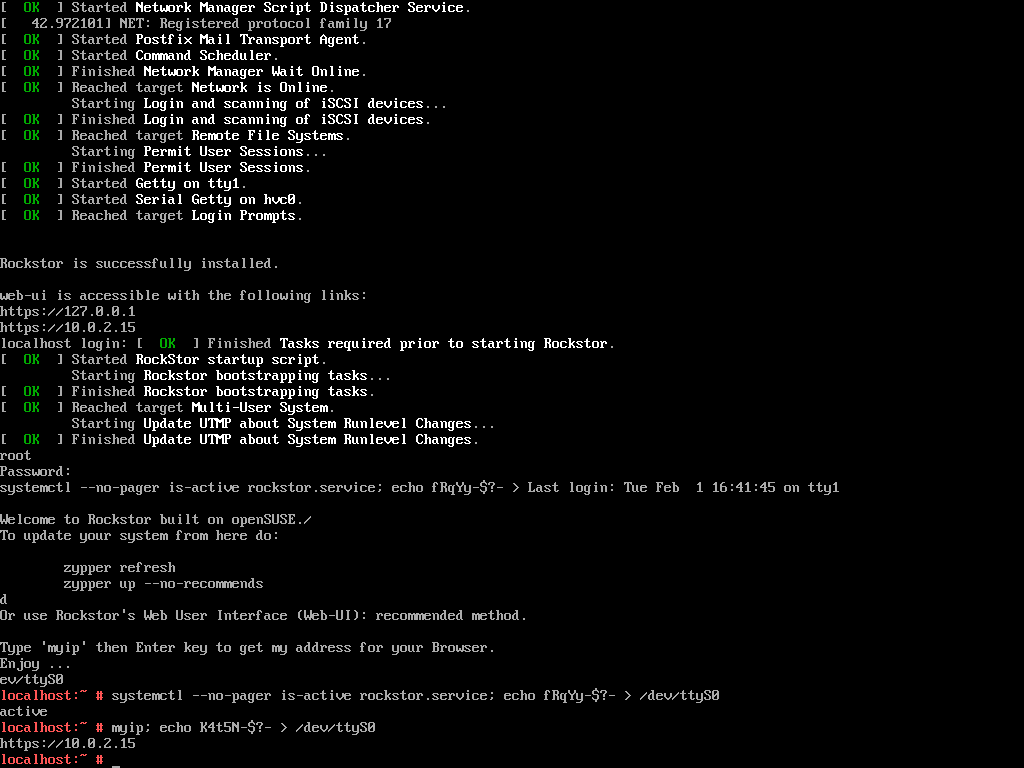 [  OK  ] Started Network Manager Script Dispatcher Service.
[   42.972101] NET: Registered protocol family 17
[  OK  ] Started Postfix Mail Transport Agent.
[  OK  ] Started Command Scheduler.
[  OK  ] Finished Network Manager Wait Online.
[  OK  ] Reached target Network is Online.
         Starting Login and scanning of iSCSI devices...
[  OK  ] Finished Login and scanning of iSCSI devices.
[  OK  ] Reached target Remote File Systems.
         Starting Permit User Sessions...
[  OK  ] Finished Permit User Sessions.
[  OK  ] Started Getty on tty1.
[  OK  ] Started Serial Getty on hvc0.
[  OK  ] Reached target Login Prompts.
Rockstor is successfully installed.
web-ui is accessible with the following links:
https://127.0.0.1
https://10.0.2.15
localhost login: [  OK  ] Finished Tasks required prior to starting Rockstor.
[  OK  ] Started RockStor startup script.
         Starting Rockstor bootstrapping tasks...
[  OK  ] Finished Rockstor bootstrapping tasks.
[  OK  ] Reached target Multi-User System.
         Starting Update UTMP about System Runlevel Changes...
[  OK  ] Finished Update UTMP about System Runlevel Changes.
root
Password:
systemctl --no-pager is-active rockstor.service; echo fRqYy-$?- > Last login: Tue Feb  1 16:41:45 on tty1
Welcome to Rockstor built on openSUSE./
To update your system from here do:
        zypper refresh
        zypper up --no-recommends
d
Or use Rockstor's Web User Interface (Web-UI): recommended method.
Type 'myip' then Enter key to get my address for your Browser.
Enjoy ...
ev/ttyS0
localhost:~ # systemctl --no-pager is-active rockstor.service; echo fRqYy-$?- > /dev/ttyS0
active
localhost:~ # myip; echo K4t5N-$?- > /dev/ttyS0
https://10.0.2.15
localhost:~ # _